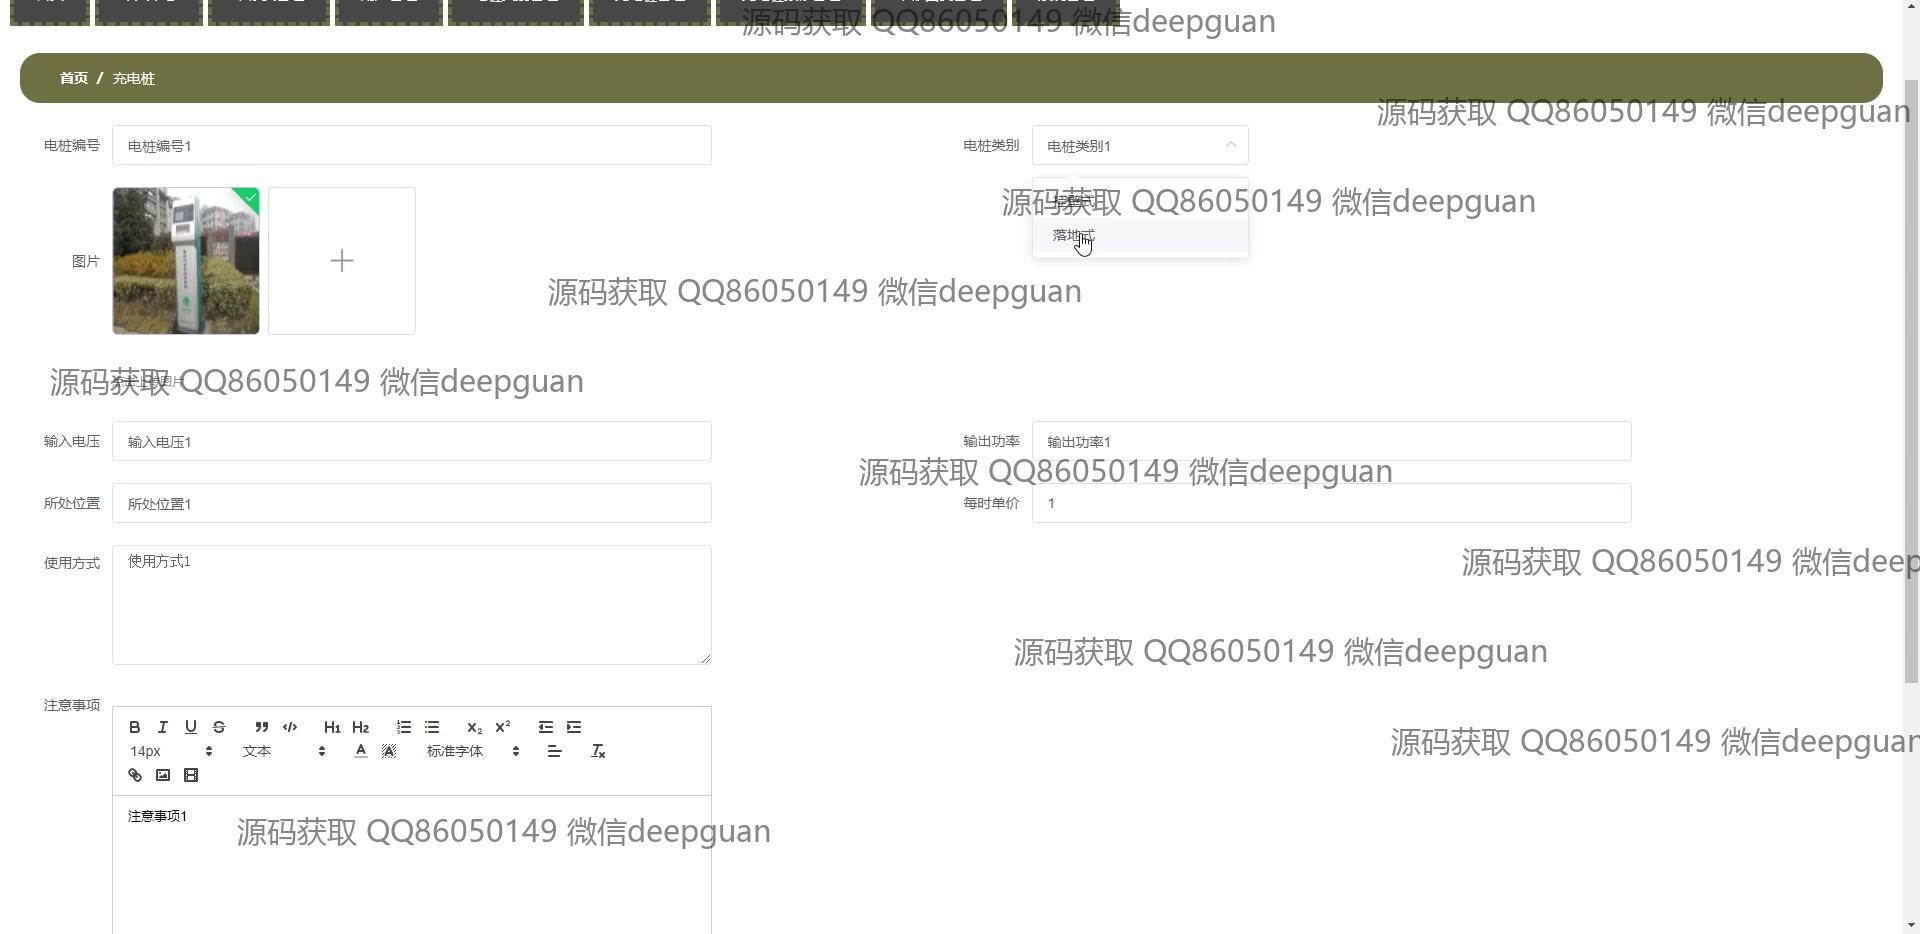 源码获取 QQ86050149 微信deepguan
首页 / 充电桩
源码获取 QQ86050149 微信deepguan
电桩编号 电桩编号1 电桩类别 电桩类别1
源码获取 QQ86050149 微信deepguan
落地式
图片
源码获取 QQ86050149 微信deepguan
源码获取 QQ86050149 微信deepguan
点击上传图片
输入电压 输入电压1 输出功率 输出功率1
源码获取 QQ86050149 微信deepguan
所处位置 所处位置1 每时单价 1
使用方式 使用方式1
源码获取 QQ86050149 微信deep
源码获取 QQ86050149 微信deepguan
注意事项
B I U S ” </> H1 H2 X2 X²
14px 文本 A A 标准字体 Tx
源码获取 QQ86050149 微信deepguan
注意事项1
源码获取 QQ86050149 微信deepguan